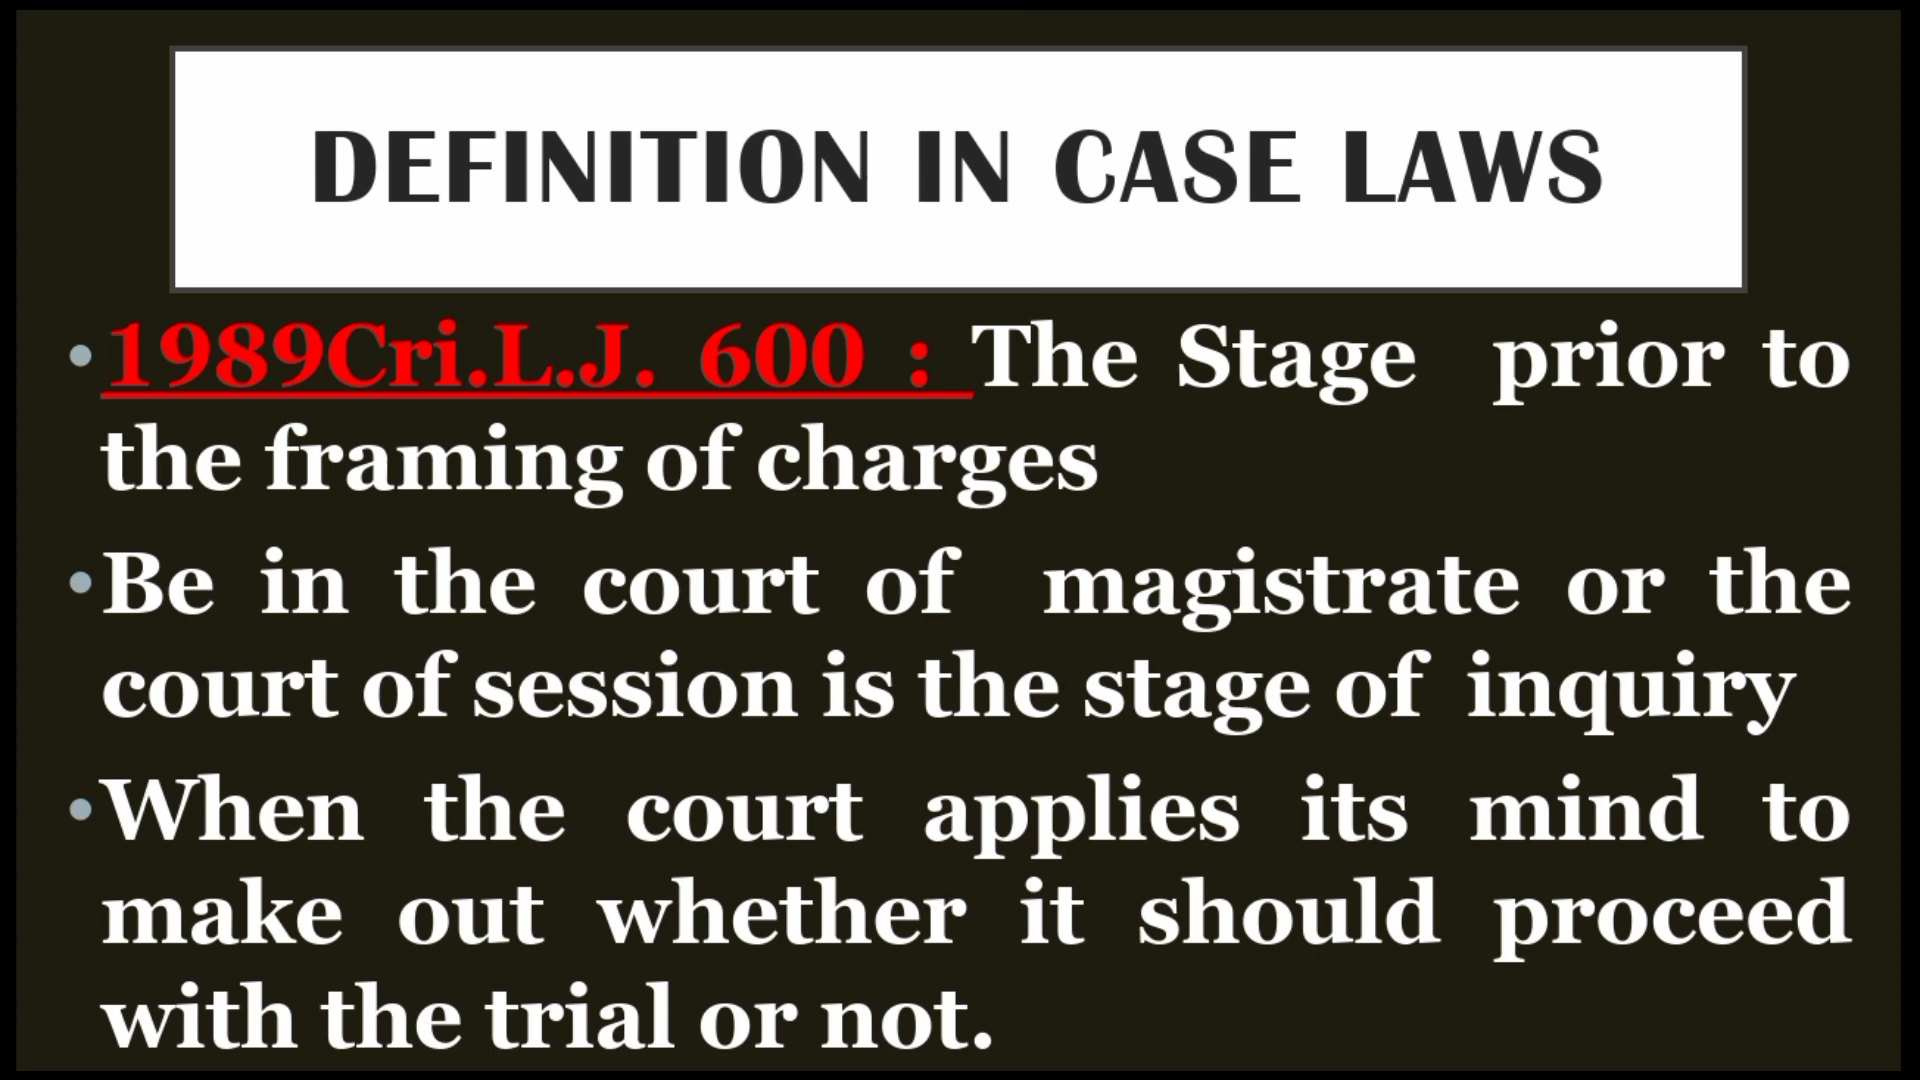 DEFINITION IN CASE LAWS
•1989Cri.L.J. 600 : The Stage prior to
the framing of charges
•Be in the court of magistrate or the
court of session is the stage of inquiry
•When the court applies its mind to
make out whether it should proceed
with the trial or not.